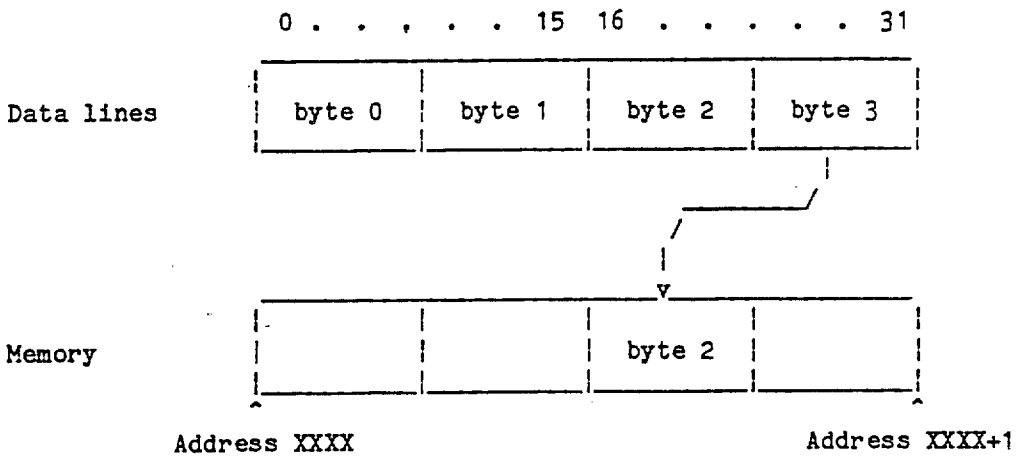 0 . . . . . 15 16 . . . . . 31
Data lines byte 0 byte 1 byte 2 byte 3
Memory byte 2
Address XXXX Address XXXX+1